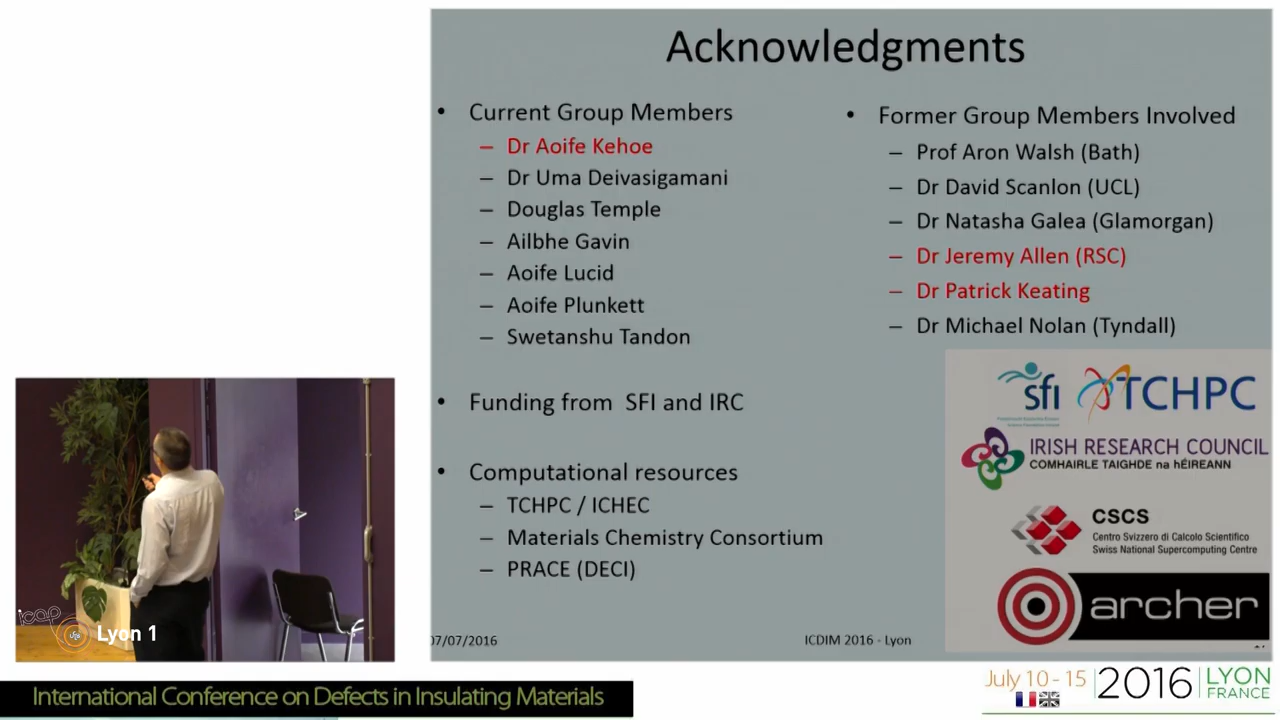 Acknowledgments
• Current Group Members
– Dr Aoife Kehoe
– Dr Uma Deivasigamani
– Douglas Temple
– Ailbhe Gavin
– Aoife Lucid
– Aoife Plunkett
– Swetanshu Tandon
• Funding from SFI and IRC
• Computational resources
– TCHPC / ICHEC
– Materials Chemistry Consortium
– PRACE (DECI)
• Former Group Members Involved
– Prof Aron Walsh (Bath)
– Dr David Scanlon (UCL)
– Dr Natasha Galea (Glamorgan)
– Dr Jeremy Allen (RSC)
– Dr Patrick Keating
– Dr Michael Nolan (Tyndall)
sfi
TCHPC
IRISH RESEARCH COUNCIL
COMHAIRLE TAIGHDE na hÉIREANN
CSCS
Centro Svizzero di Calcolo Scientifico
Swiss National Supercomputing Centre
archer
07/07/2016
ICDIM 2016 - Lyon
icap
Lyon 1
International Conference on Defects in Insulating Materials
July 10 - 15
2016
LYON
FRANCE